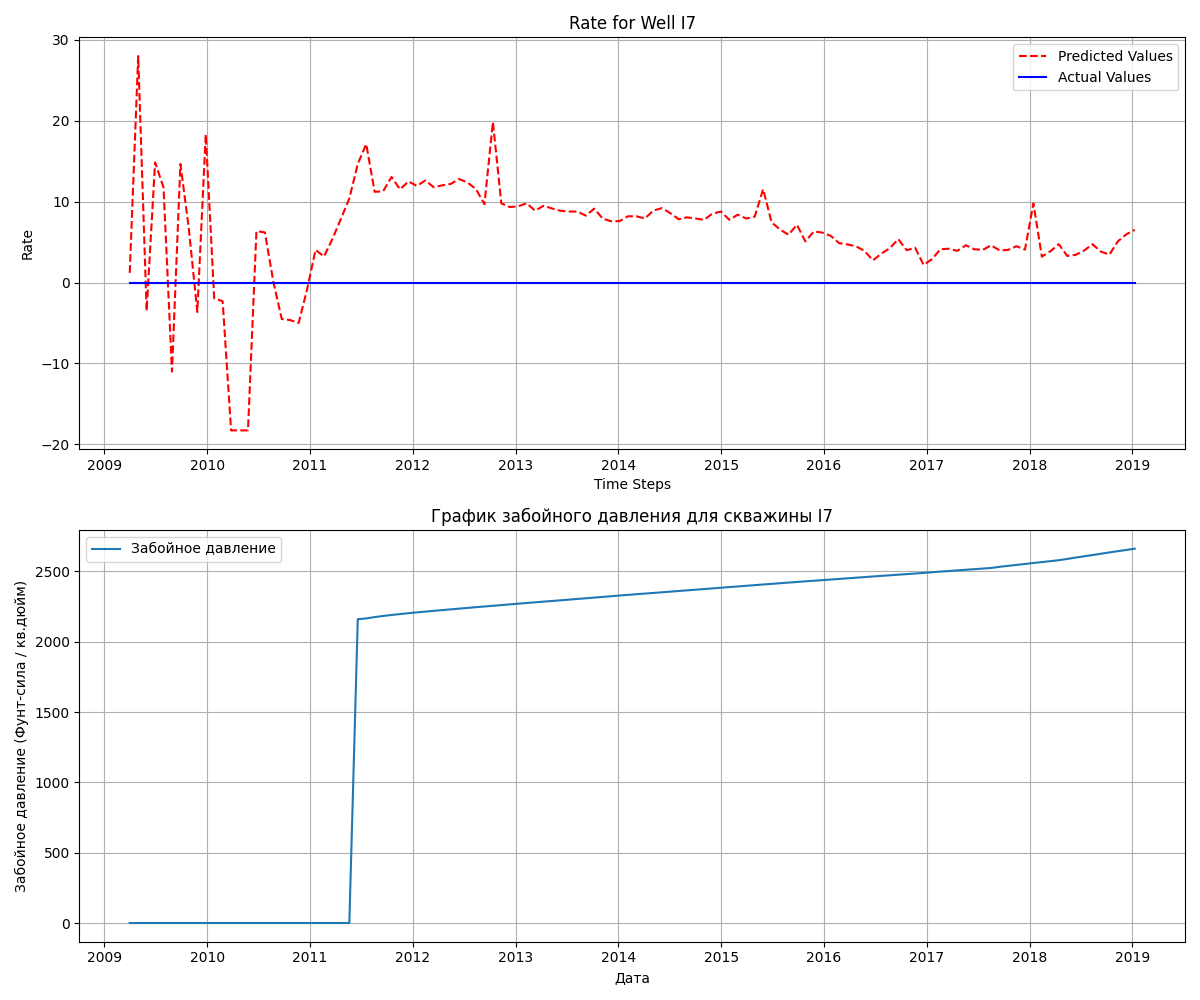 Rate for Well I7
Rate
30
20
10
0
−10
−20
Predicted Values
Actual Values
2009 2010 2011 2012 2013 2014 2015 2016 2017 2018 2019
Time Steps
График забойного давления для скважины I7
Забойное давление (Фунт-сила / кв.дюйм)
Забойное давление
2500
2000
1500
1000
500
0
2009 2010 2011 2012 2013 2014 2015 2016 2017 2018 2019
Дата